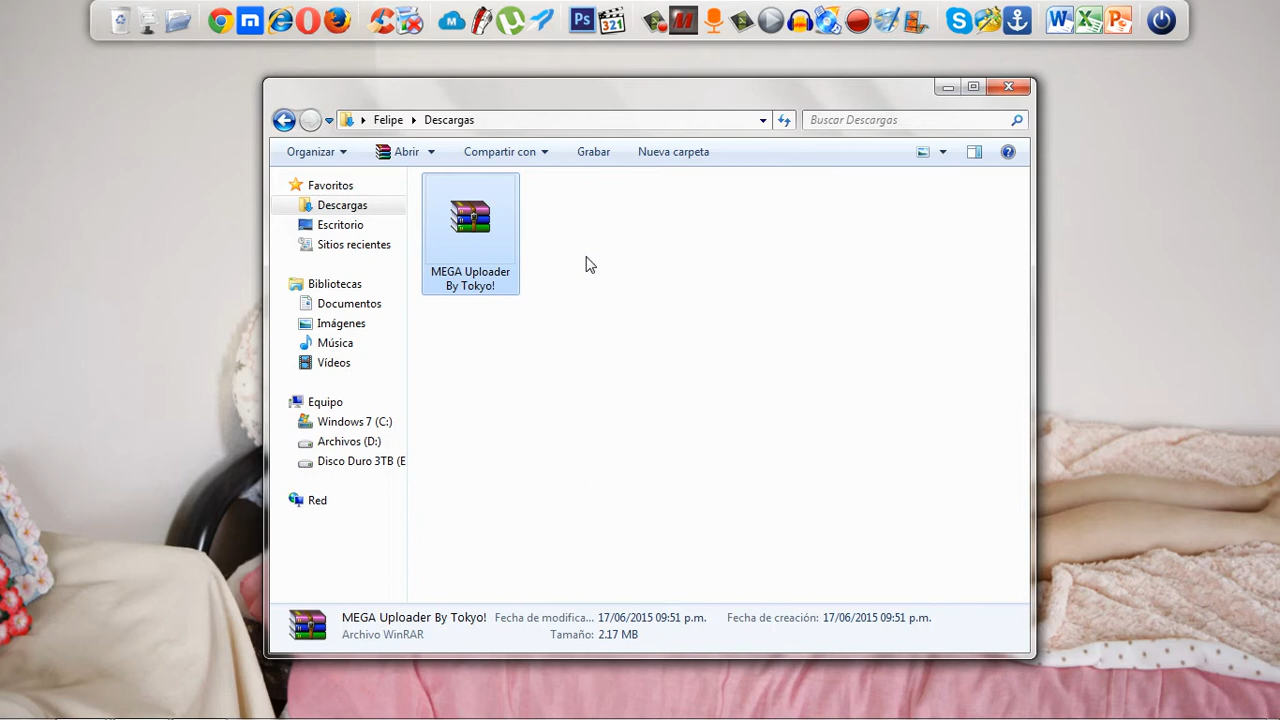 321
Felipe Descargas
Buscar Descargas
Organizar Abrir Compartir con Grabar Nueva carpeta
Favoritos
Descargas
Escritorio
Sitios recientes
Bibliotecas
Documentos
Imágenes
Música
Vídeos
Equipo
Windows 7 (C:)
Archivos (D:)
Disco Duro 3TB (E
Red
MEGA Uploader
By Tokyo!
MEGA Uploader By Tokyo! Fecha de modifica... 17/06/2015 09:51 p.m. Fecha de creación: 17/06/2015 09:51 p.m.
Archivo WinRAR Tamaño: 2.17 MB